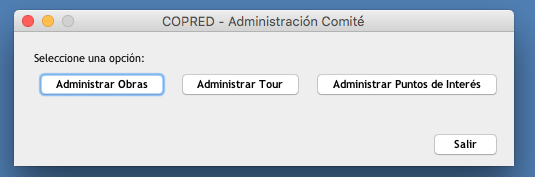 COPRED - Administración Comité
Seleccione una opción:
Administrar Obras Administrar Tour Administrar Puntos de Interés
Salir